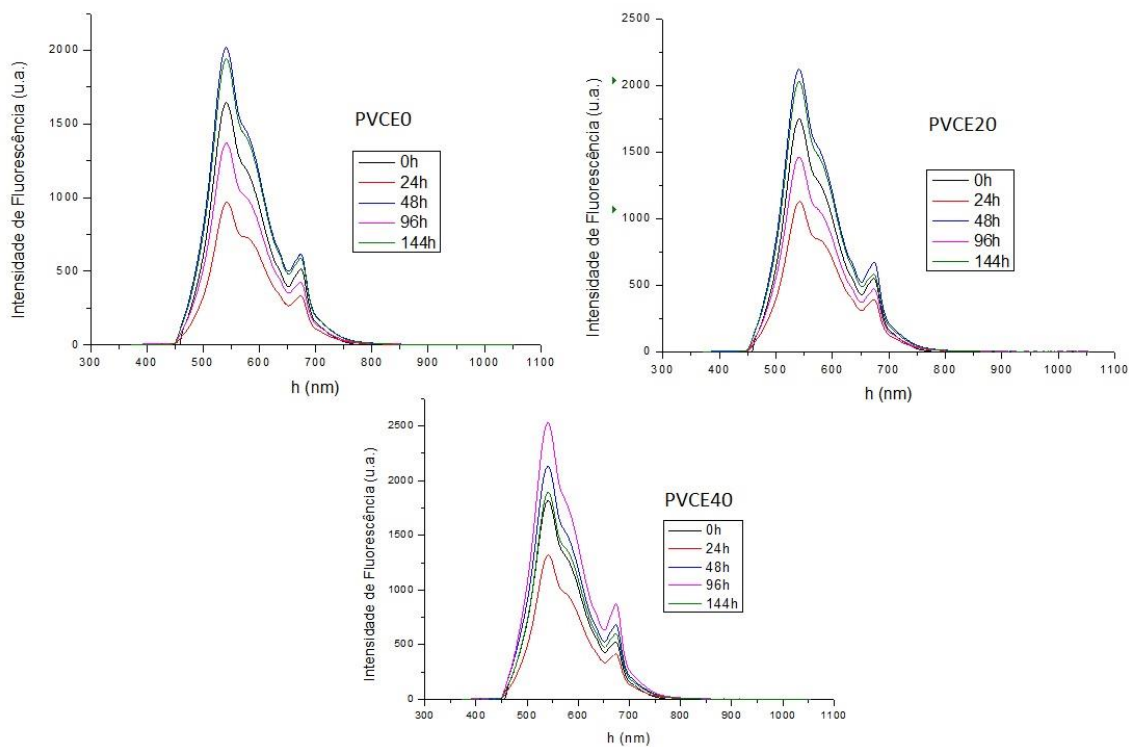 Intensidade de Fluorescência (u.a.)
2000
1500
1000
500
0
PVCE0
0h
24h
48h
96h
144h
300 400 500 600 700 800 900 1000 1100
h (nm)
Intensidade de Fluorescência (u.a.)
2500
2000
1500
1000
500
0
PVCE20
0h
24h
48h
96h
144h
300 400 500 600 700 800 900 1000 1100
h (nm)
Intensidade de Fluorescência (u.a.)
2500
2000
1500
1000
500
0
PVCE40
0h
24h
48h
96h
144h
300 400 500 600 700 800 900 1000 1100
h (nm)